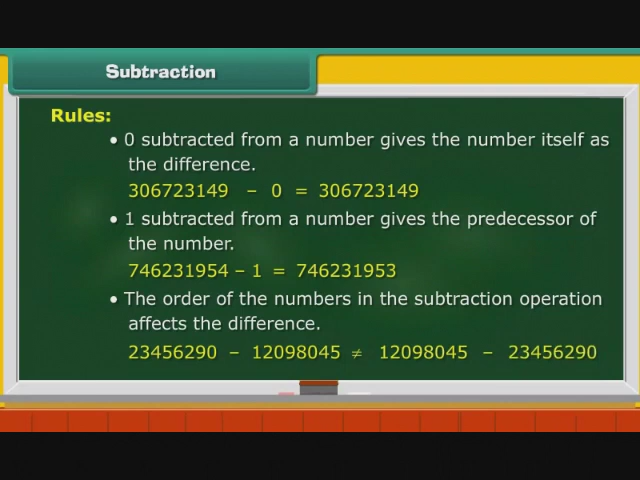 Subtraction
Rules:
• 0 subtracted from a number gives the number itself as
the difference.
306723149 – 0 = 306723149
• 1 subtracted from a number gives the predecessor of
the number.
746231954 – 1 = 746231953
• The order of the numbers in the subtraction operation
affects the difference.
23456290 – 12098045 ≠ 12098045 – 23456290